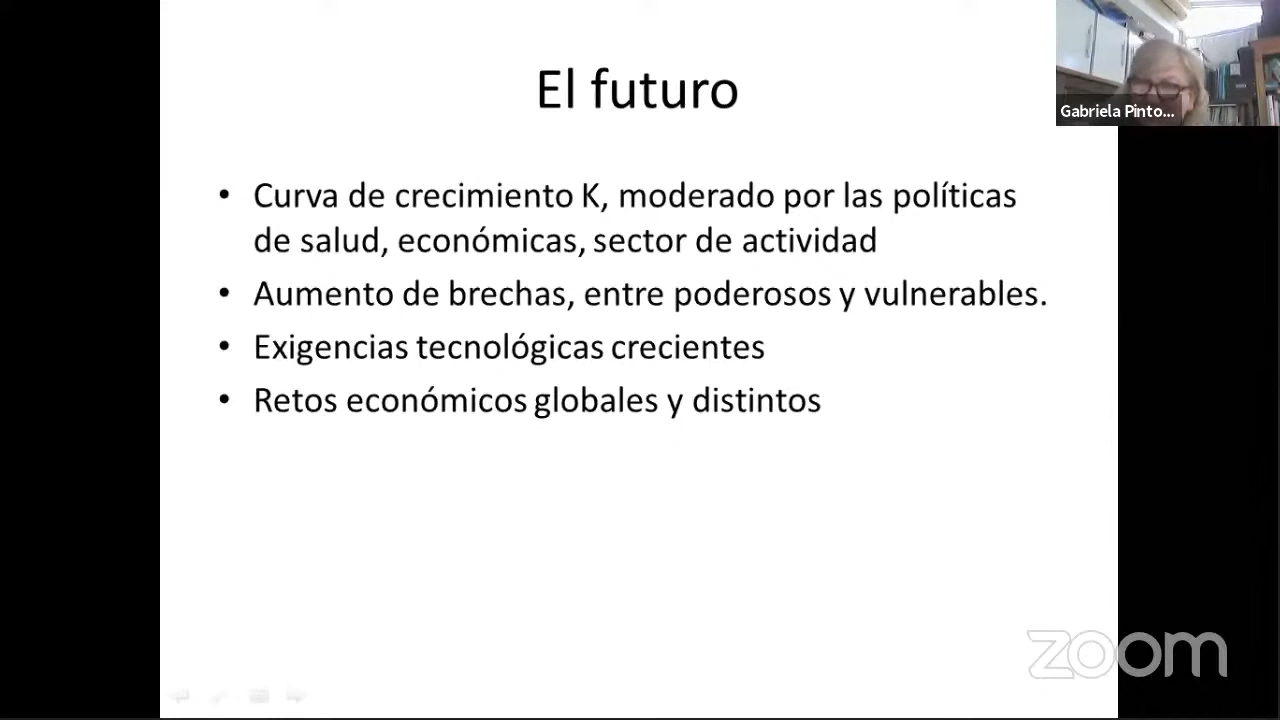 El futuro
Gabriela Pinto...
• Curva de crecimiento K, moderado por las políticas
de salud, económicas, sector de actividad
• Aumento de brechas, entre poderosos y vulnerables.
• Exigencias tecnológicas crecientes
• Retos económicos globales y distintos
zoom